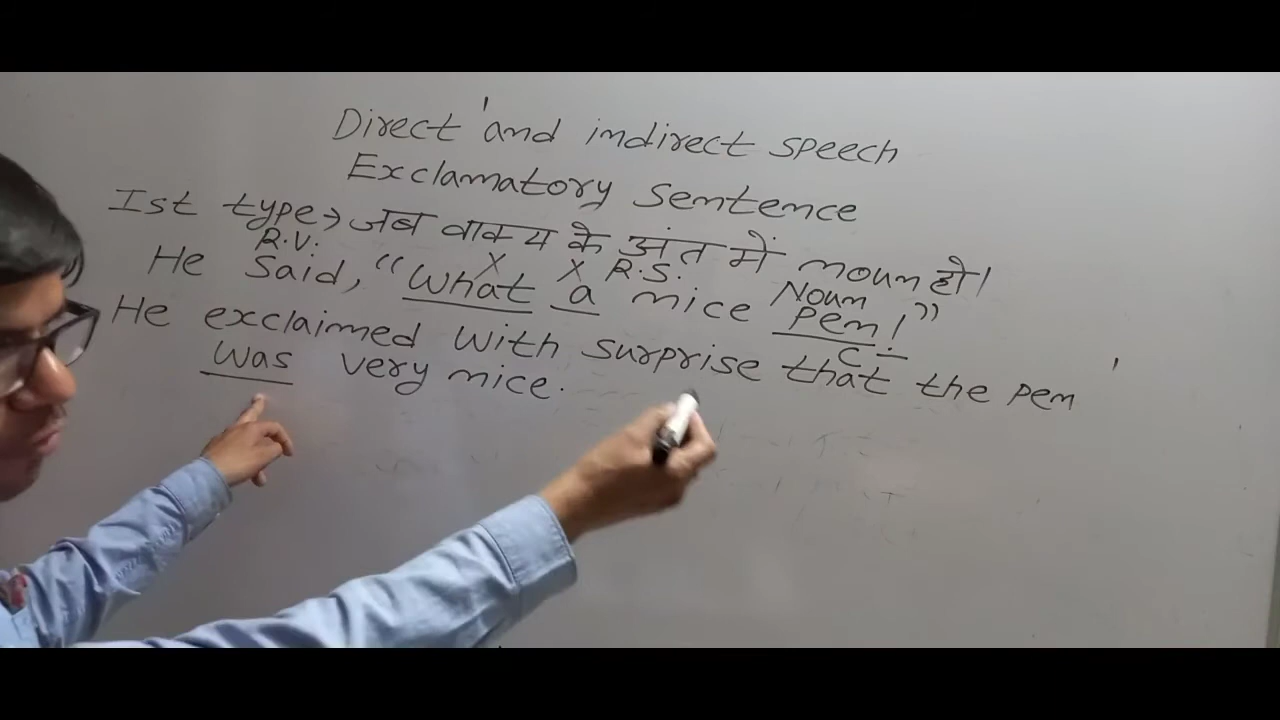 Direct and indirect speech
Exclamatory Sentence
Ist type→ जब वाक्य के अंत में noun हो।
R.V. X X R.S. Noun
He said, "What a nice pen!"
C
He exclaimed with surprise that the pen
was very nice.